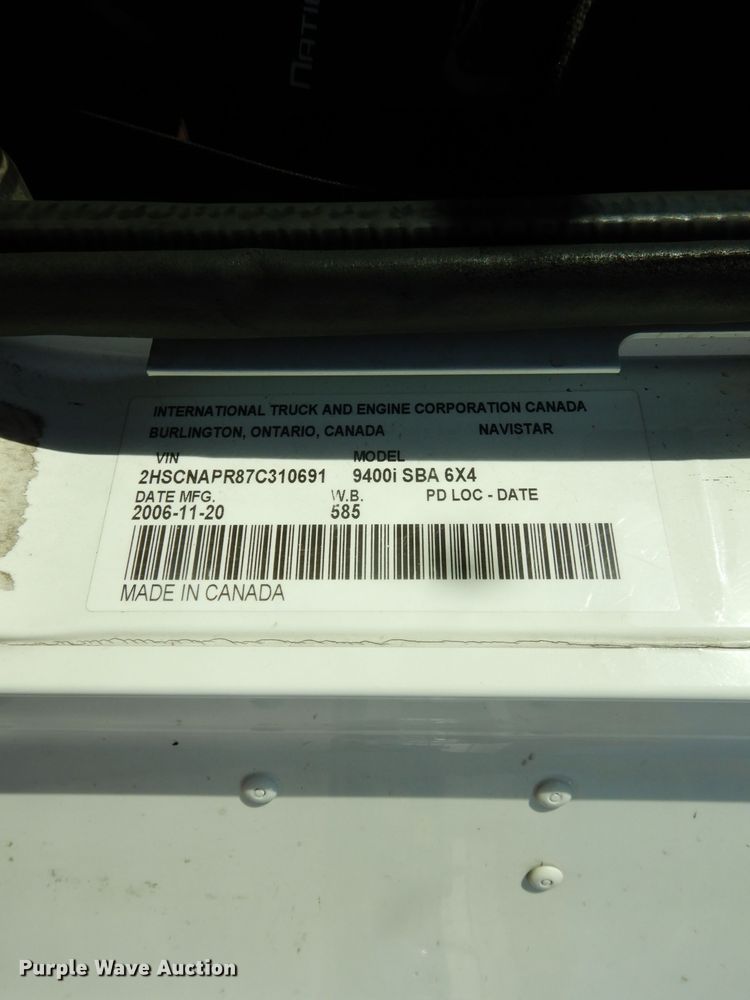 INTERNATIONAL TRUCK AND ENGINE CORPORATION CANADA
BURLINGTON, ONTARIO, CANADA NAVISTAR
VIN MODEL
2HSCNAPR87C310691 9400i SBA 6X4
DATE MFG. W.B. PD LOC - DATE
2006-11-20 585
MADE IN CANADA
Purple Wave Auction